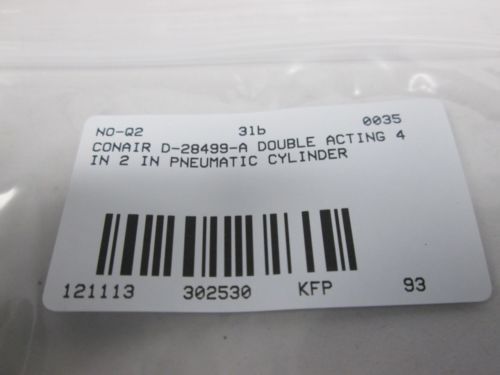 NO-Q2 31b 0035
CONAIR D-28499-A DOUBLE ACTING 4
IN 2 IN PNEUMATIC CYLINDER
121113 302530 KFP 93